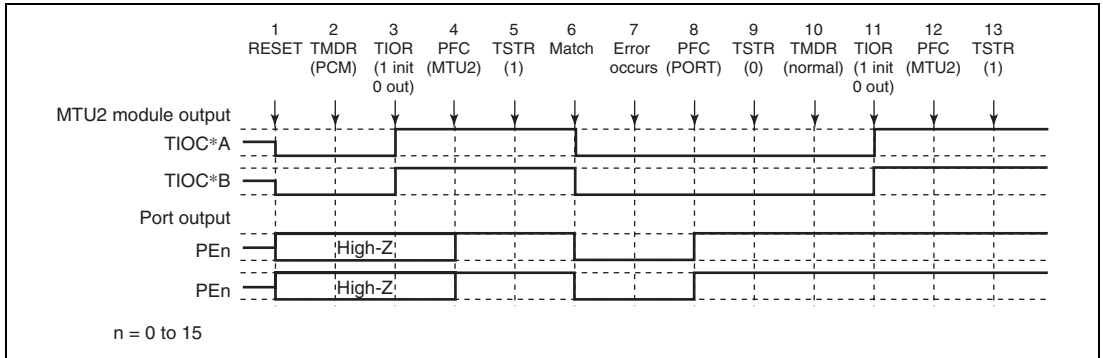 1 2 3 4 5 6 7 8 9 10 11 12 13
RESET TMDR TIOR PFC TSTR Match Error PFC TSTR TMDR TIOR PFC TSTR
(PCM) (1 init (MTU2) (1) occurs (PORT) (0) (normal) (1 init (MTU2) (1)
0 out) 0 out)
MTU2 module output
TIOC*A
TIOC*B
Port output
PEn High-Z
PEn High-Z
n = 0 to 15